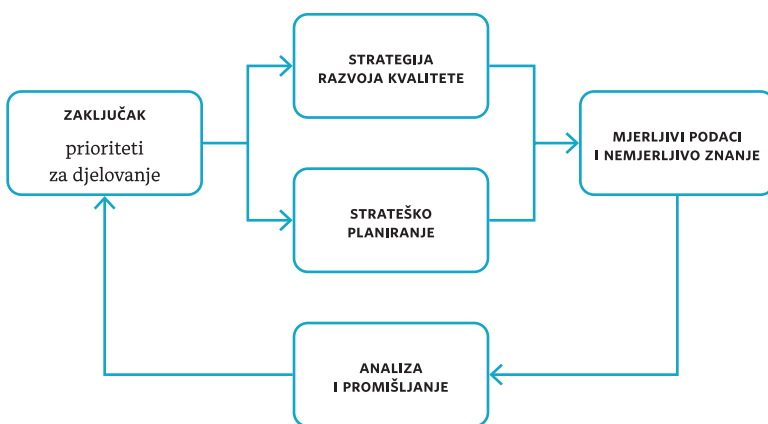 STRATEGIJA
RAZVOJA KVALITETE
ZAKLJUČAK
prioriteti
za djelovanje
MJERLJIVI PODACI
I NEMJERLJIVO ZNANJE
STRATEŠKO
PLANIRANJE
ANALIZA
I PROMIŠLJANJE